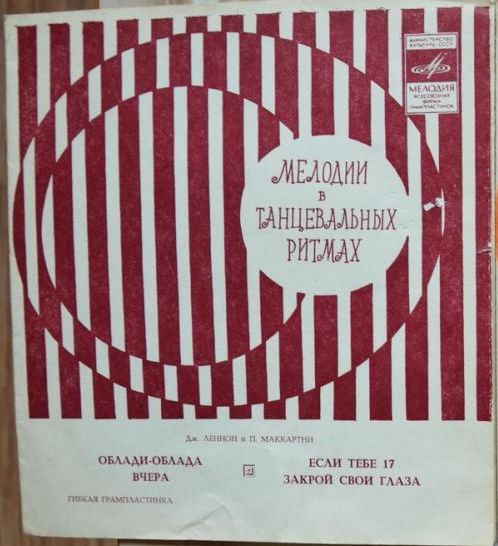 МИНИСТЕРСТВО
КУЛЬТУРЫ СССР
МЕЛОДИЯ
ВСЕСОЮЗНАЯ
ФИРМА
ГРАМПЛАСТИНОК
МЕЛОДИИ
в
ТАНЦЕВАЛЬНЫХ
РИТМАХ
Дж. ЛЕННОН и П. МАККАРТНИ
ОБЛАДИ-ОБЛАДА
ВЧЕРА
ЕСЛИ ТЕБЕ 17
ЗАКРОЙ СВОИ ГЛАЗА
ГИБКАЯ ГРАМПЛАСТИНКА